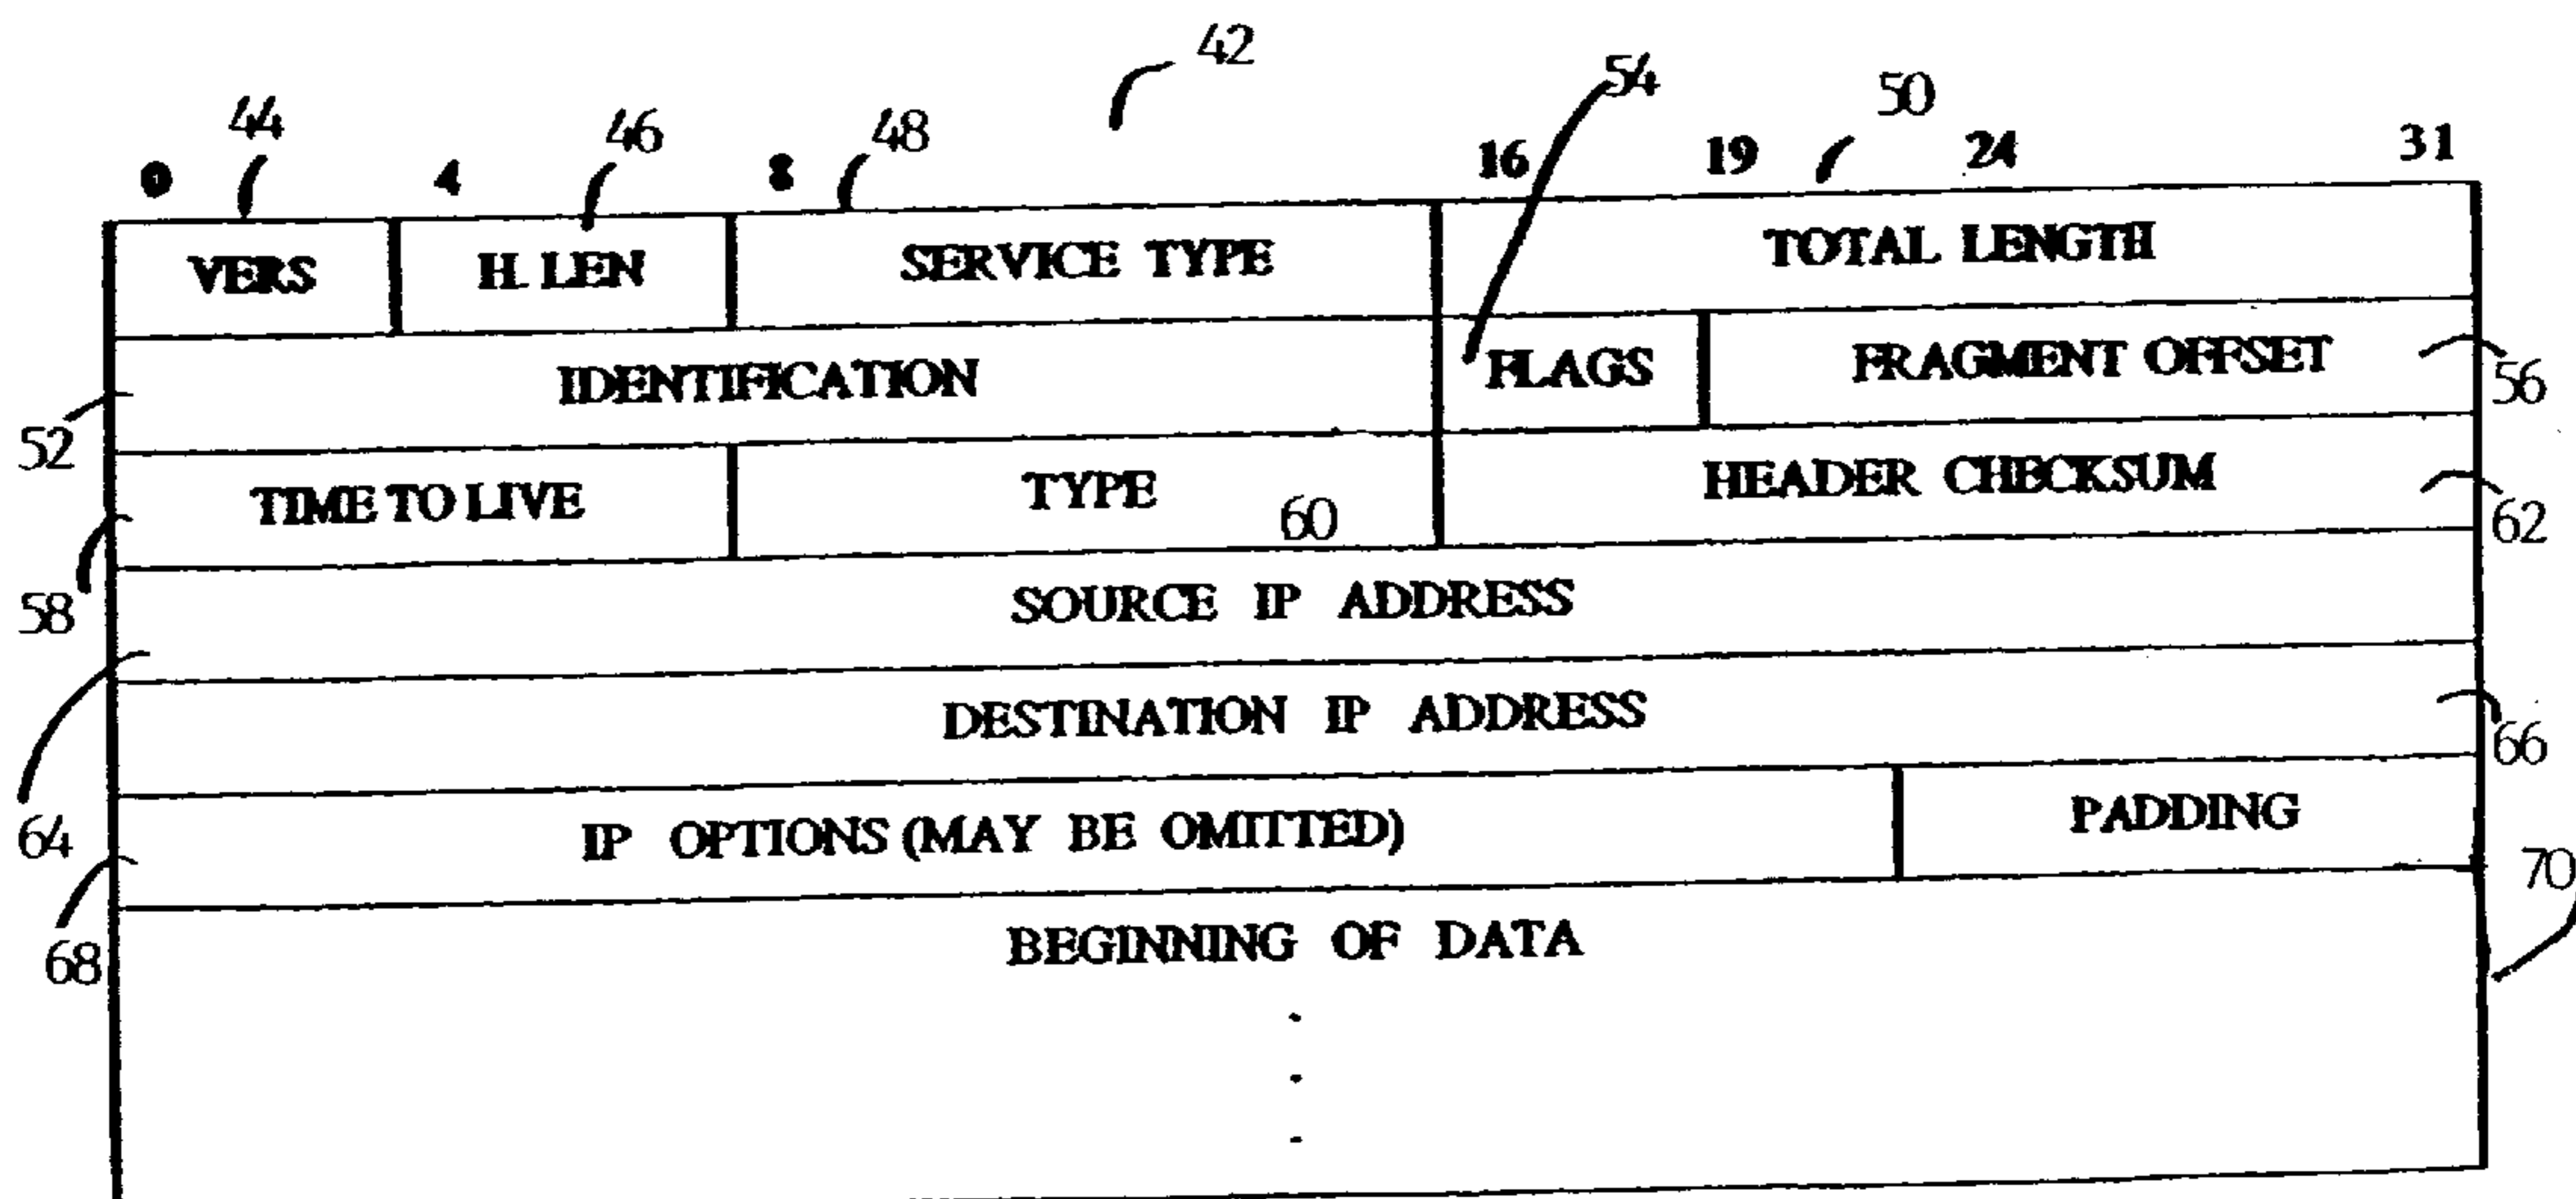 42
44 46 48 54 50
0 4 8 16 19 24 31
VERS H. LEN SERVICE TYPE TOTAL LENGTH
IDENTIFICATION FLAGS FRAGMENT OFFSET
52 56
TIME TO LIVE TYPE 60 HEADER CHECKSUM
58 62
SOURCE IP ADDRESS
DESTINATION IP ADDRESS
66
64 IP OPTIONS (MAY BE OMITTED) PADDING
70
68 BEGINNING OF DATA